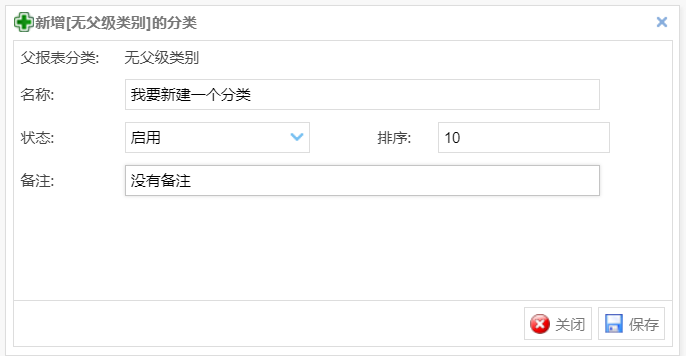 新增[无父级类别]的分类
父报表分类: 无父级类别
名称: 我要新建一个分类
状态: 启用 排序: 10
备注: 没有备注
关闭 保存